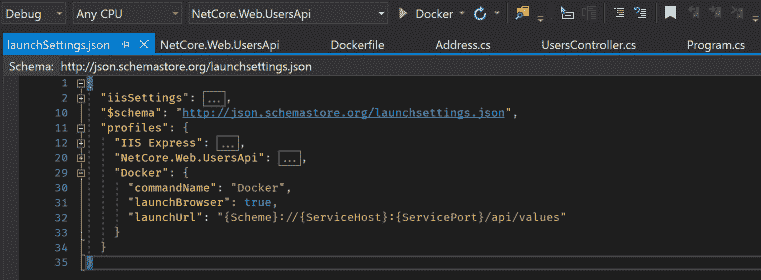 Debug Any CPU NetCore.Web.UsersApi Docker
launchSettings.json NetCore.Web.UsersApi Dockerfile Address.cs UsersController.cs Program.cs
Schema: http://json.schemastore.org/launchsettings.json
1 {
2 "iisSettings": ...,
10 "$schema": "http://json.schemastore.org/launchsettings.json",
11 "profiles": {
12 "IIS Express": ...,
20 "NetCore.Web.UsersApi": ...,
29 "Docker": {
30 "commandName": "Docker",
31 "launchBrowser": true,
32 "launchUrl": "{Scheme}://{ServiceHost}:{ServicePort}/api/values"
33 }
34 }
35 }